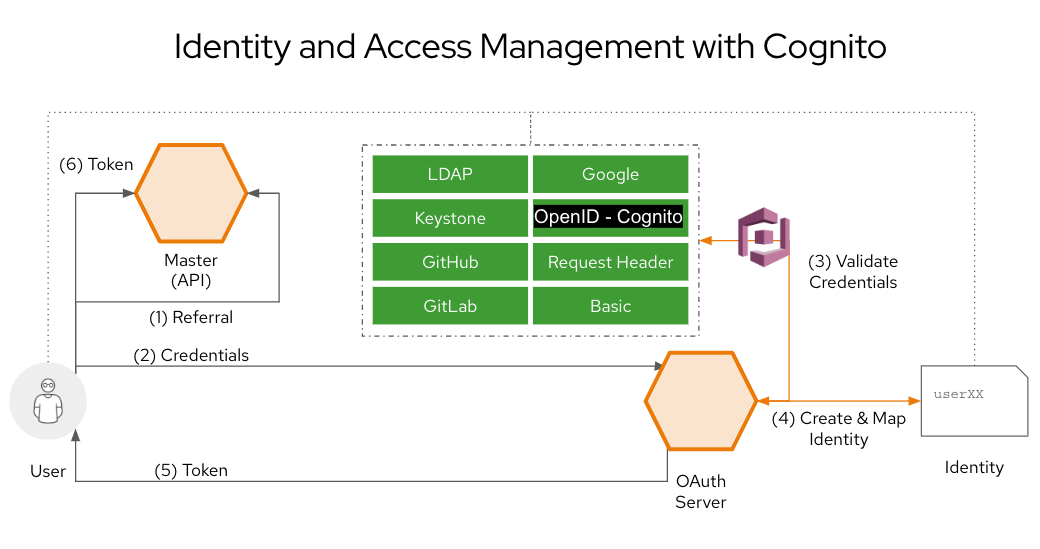 Identity and Access Management with Cognito
(6) Token
LDAP
Google
Keystone
OpenID - Cognito
GitHub
Request Header
GitLab
Basic
Master
(API)
(3) Validate
Credentials
(1) Referral
(2) Credentials
userXX
(4) Create & Map
Identity
User
(5) Token
Identity
OAuth
Server